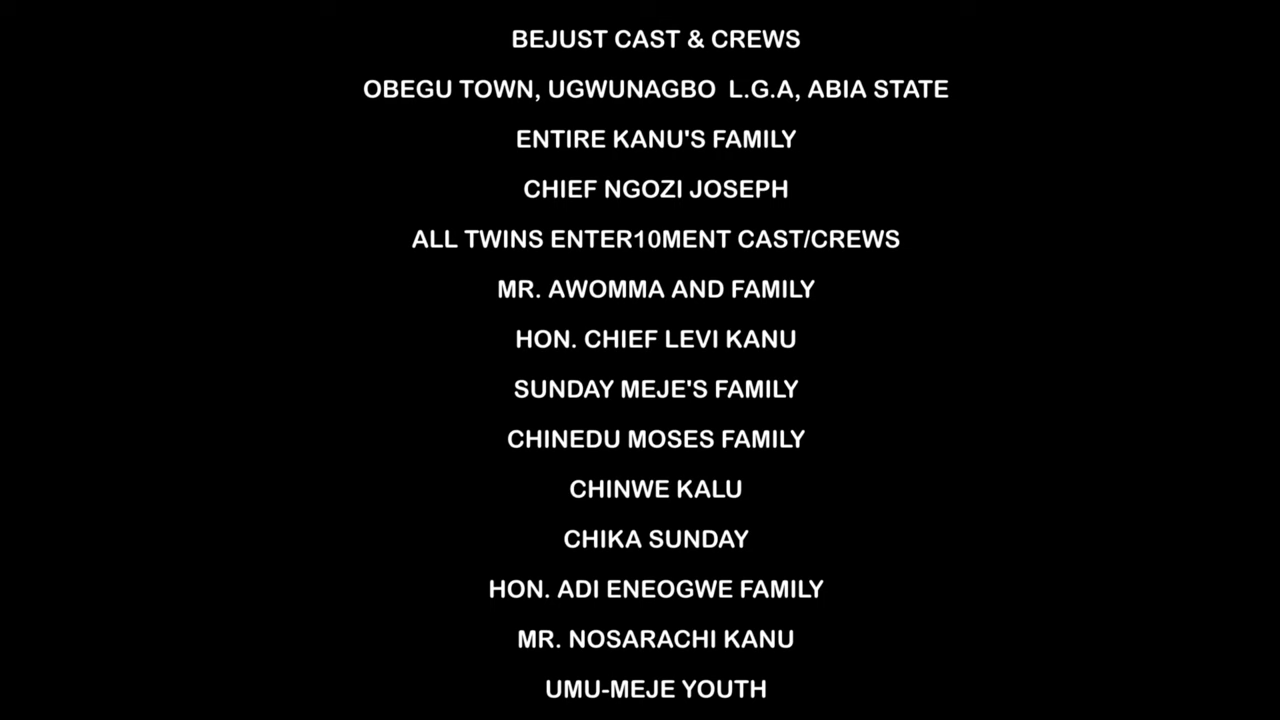 BEJUST CAST & CREWS
OBEGU TOWN, UGWUNAGBO L.G.A, ABIA STATE
ENTIRE KANU'S FAMILY
CHIEF NGOZI JOSEPH
ALL TWINS ENTER10MENT CAST/CREWS
MR. AWOMMA AND FAMILY
HON. CHIEF LEVI KANU
SUNDAY MEJE'S FAMILY
CHINEDU MOSES FAMILY
CHINWE KALU
CHIKA SUNDAY
HON. ADI ENEOGWE FAMILY
MR. NOSARACHI KANU
UMU-MEJE YOUTH